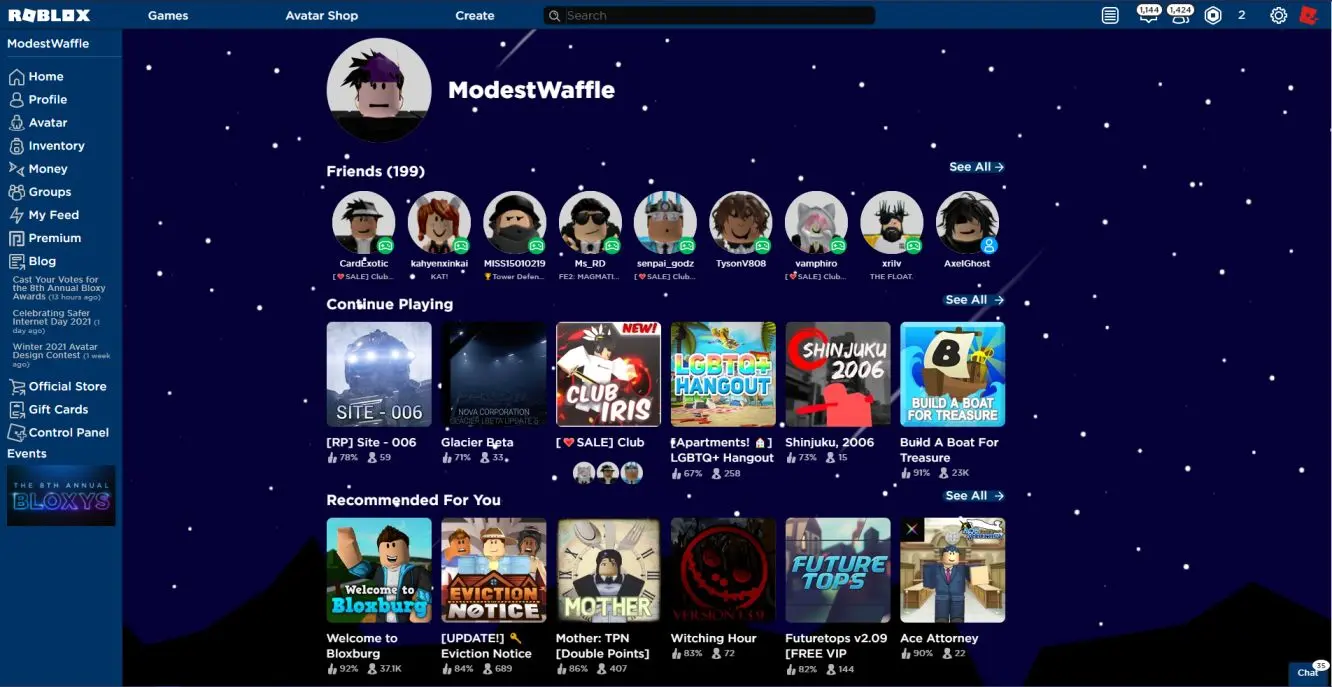 ROBLOX
Games
Avatar Shop
Create
Search
1,144
1,424
2
ModestWaffle
Home
Profile
Avatar
Inventory
Money
Groups
My Feed
Premium
Blog
Cast Your Votes for
the 8th Annual Bloxy
Awards (13 hours ago)
Celebrating Safer
Internet Day 2021 (1
day ago)
Winter 2021 Avatar
Design Contest (1 week
ago)
Official Store
Gift Cards
Control Panel
Events
THE 8TH ANNUAL
BLOXYS
ModestWaffle
Friends (199)
See All →
CardExotic
[❤️SALE] Club...
kahyenxinkai
KAT!
MISS15010219
🏆Tower Defen...
Ms_RD
FE2: MAGMATI...
senpai_godz
[❤️SALE] Club...
TysonV808
vamphiro
[❤️SALE] Club...
xrilv
THE FLOAT.
AxelGhost
Continue Playing
See All →
SITE - 006
[RP] Site - 006
78% 59
NOVA CORPORATION
GLACIER [BETA UPDATE]
Glacier Beta
71% 33
NEW!
CLUB
IRIS
[❤️SALE] Club
LGBTQ+
HANGOUT
[Apartments! 🏠]
LGBTQ+ Hangout
67% 258
SHINJUKU
2006
Shinjuku, 2006
73% 15
B
BUILD A BOAT
FOR TREASURE
Build A Boat For
Treasure
91% 23K
Recommended For You
See All →
Welcome to
Bloxburg
Welcome to
Bloxburg
92% 37.1K
EVICTION
NOTICE
[UPDATE!] 🔑
Eviction Notice
84% 689
MOTHER
Mother: TPN
[Double Points]
86% 407
VERSION 1.3.9
Witching Hour
83% 72
FUTURE
TOPS
Futuretops v2.09
[FREE VIP
82% 144
Ace Attorney
90% 22
Chat
35